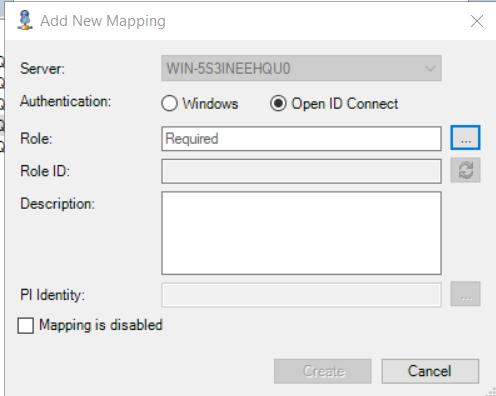 Add New Mapping
Server: WIN-5S3INEEHQU0
Authentication: Windows Open ID Connect
Role: Required ...
Role ID:
Description:
PI Identity: ...
Mapping is disabled
Create Cancel